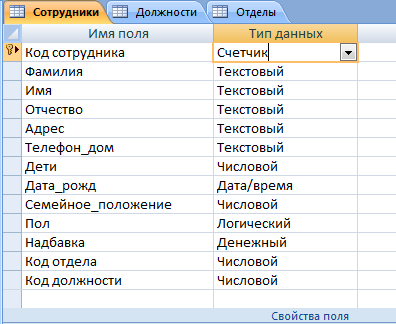 Сотрудники Должности Отделы
Имя поля Тип данных
Код сотрудника Счетчик
Фамилия Текстовый
Имя Текстовый
Отчество Текстовый
Адрес Текстовый
Телефон_дом Текстовый
Дети Числовой
Дата_рожд Дата/время
Семейное_положение Числовой
Пол Логический
Надбавка Денежный
Код отдела Числовой
Код должности Числовой
Свойства поля